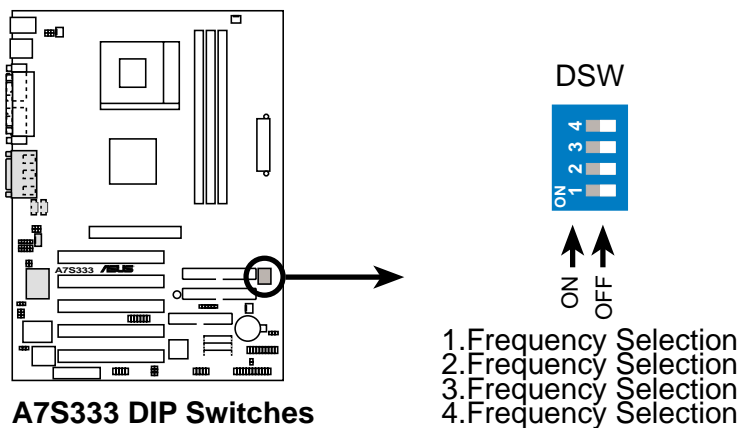 DSW
4
3
2
1
ON
ON
OFF
A7S333 ASUS
1.Frequency Selection
2.Frequency Selection
3.Frequency Selection
4.Frequency Selection
A7S333 DIP Switches